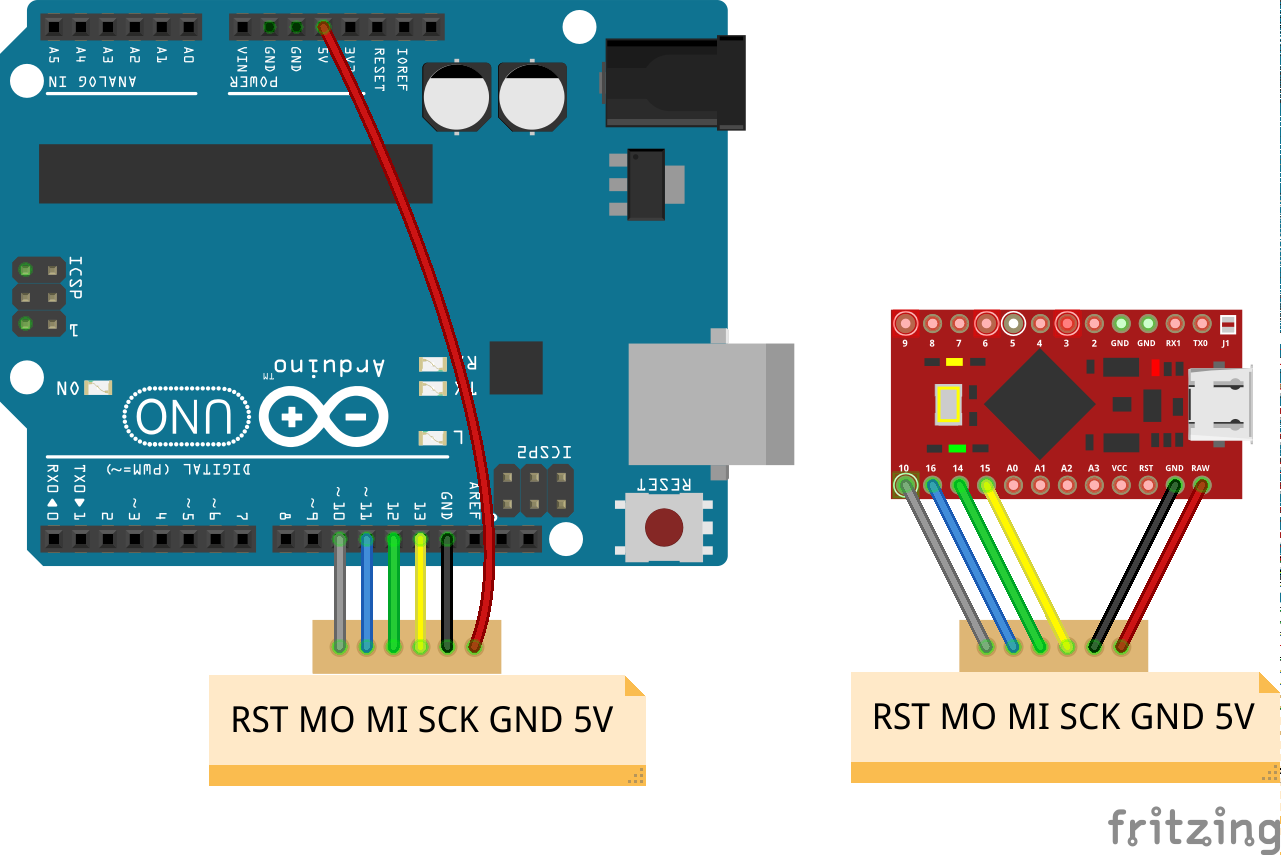 A5 A4 A3 A2 A1 A0
ANALOG IN
VIN GND GND 5V 3V3 RESET IOREF
POWER
ICSP
1
ON
UNO
Arduino
TM
RX
TX
L
ICSP2
RESET
DIGITAL (PWM=~)
RX0◄0 TX0►1 2 ~3 4 ~5 ~6 7 8 ~9 ~10 ~11 12 13 GND AREF
RST MO MI SCK GND 5V
9 8 7 6 5 4 3 2 GND GND RX1 TX0 J1
10 16 14 15 A0 A1 A2 A3 VCC RST GND RAW
RST MO MI SCK GND 5V
fritzing